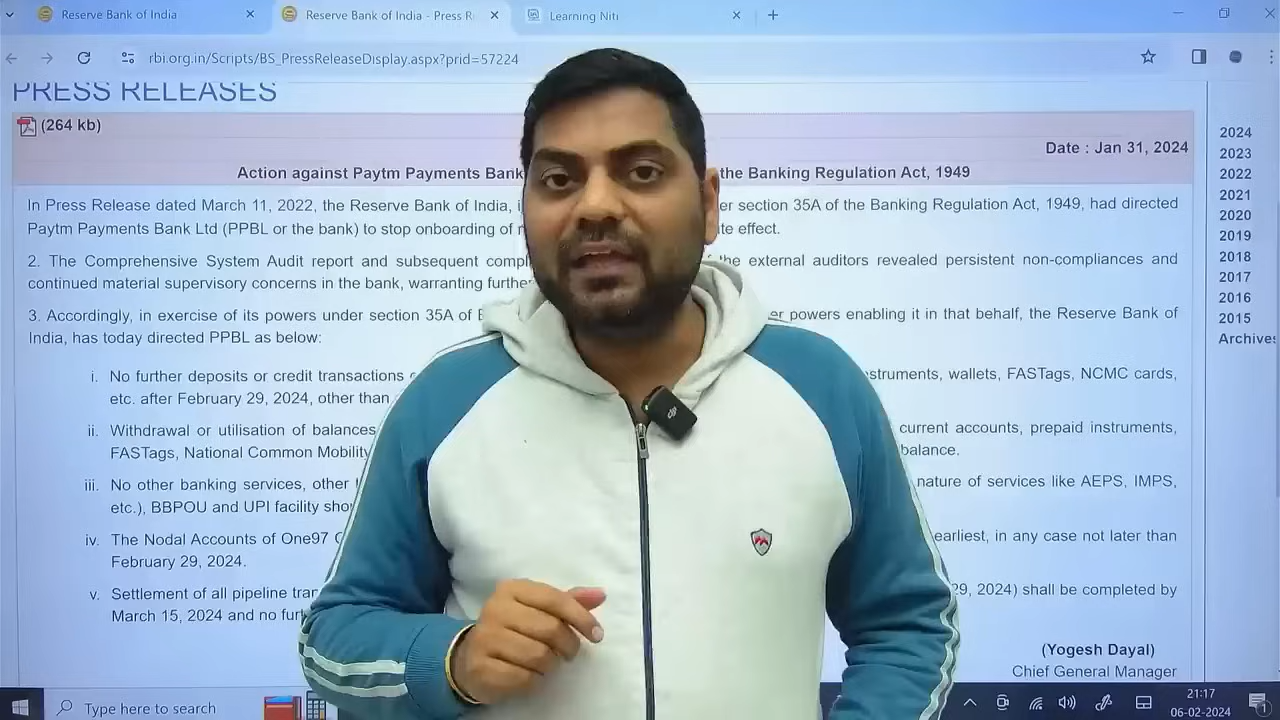 Reserve Bank of India
Reserve Bank of India - Press R
Learning Niti
rbi.org.in/Scripts/BS_PressReleaseDisplay.aspx?prid=57224
PRESS RELEASES
(264 kb)
Date : Jan 31, 2024
Action against Paytm Payments Bank the Banking Regulation Act, 1949
In Press Release dated March 11, 2022, the Reserve Bank of India, i er section 35A of the Banking Regulation Act, 1949, had directed
Paytm Payments Bank Ltd (PPBL or the bank) to stop onboarding of te effect.
2. The Comprehensive System Audit report and subsequent compl the external auditors revealed persistent non-compliances and
continued material supervisory concerns in the bank, warranting further
3. Accordingly, in exercise of its powers under section 35A of er powers enabling it in that behalf, the Reserve Bank of
India, has today directed PPBL as below:
i. No further deposits or credit transactions struments, wallets, FASTags, NCMC cards,
etc. after February 29, 2024, other than
ii. Withdrawal or utilisation of balances current accounts, prepaid instruments,
FASTags, National Common Mobility balance.
iii. No other banking services, other nature of services like AEPS, IMPS,
etc.), BBPOU and UPI facility sho
iv. The Nodal Accounts of One97 earliest, in any case not later than
February 29, 2024.
v. Settlement of all pipeline tran 29, 2024) shall be completed by
March 15, 2024 and no furt
(Yogesh Dayal)
Chief General Manager
2024
2023
2022
2021
2020
2019
2018
2017
2016
2015
Archives
dji
Type here to search
21:17
06-02-2024
1